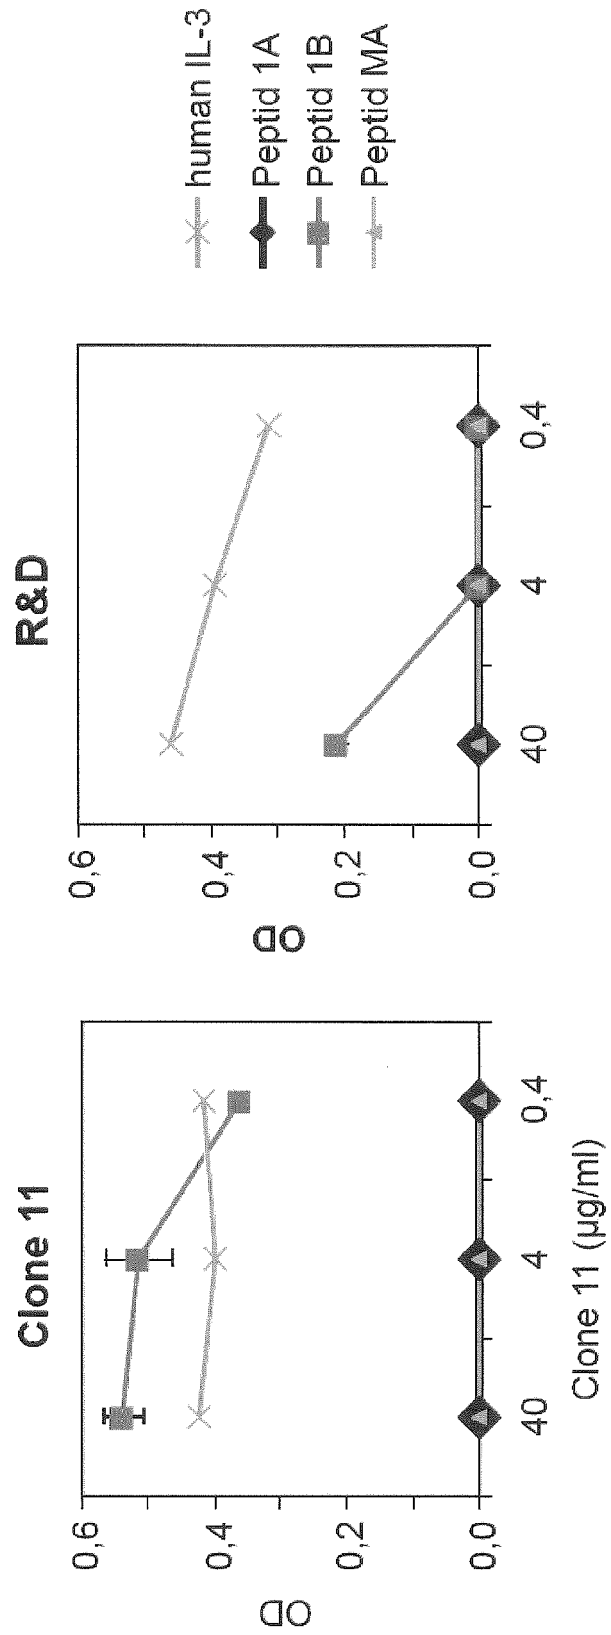 Clone 11
OD
0,6
0,4
0,2
0,0
40
4
0,4
Clone 11 (µg/ml)
R&D
OD
0,6
0,4
0,2
0,0
40
4
0,4
human IL-3
Peptid 1A
Peptid 1B
Peptid MA